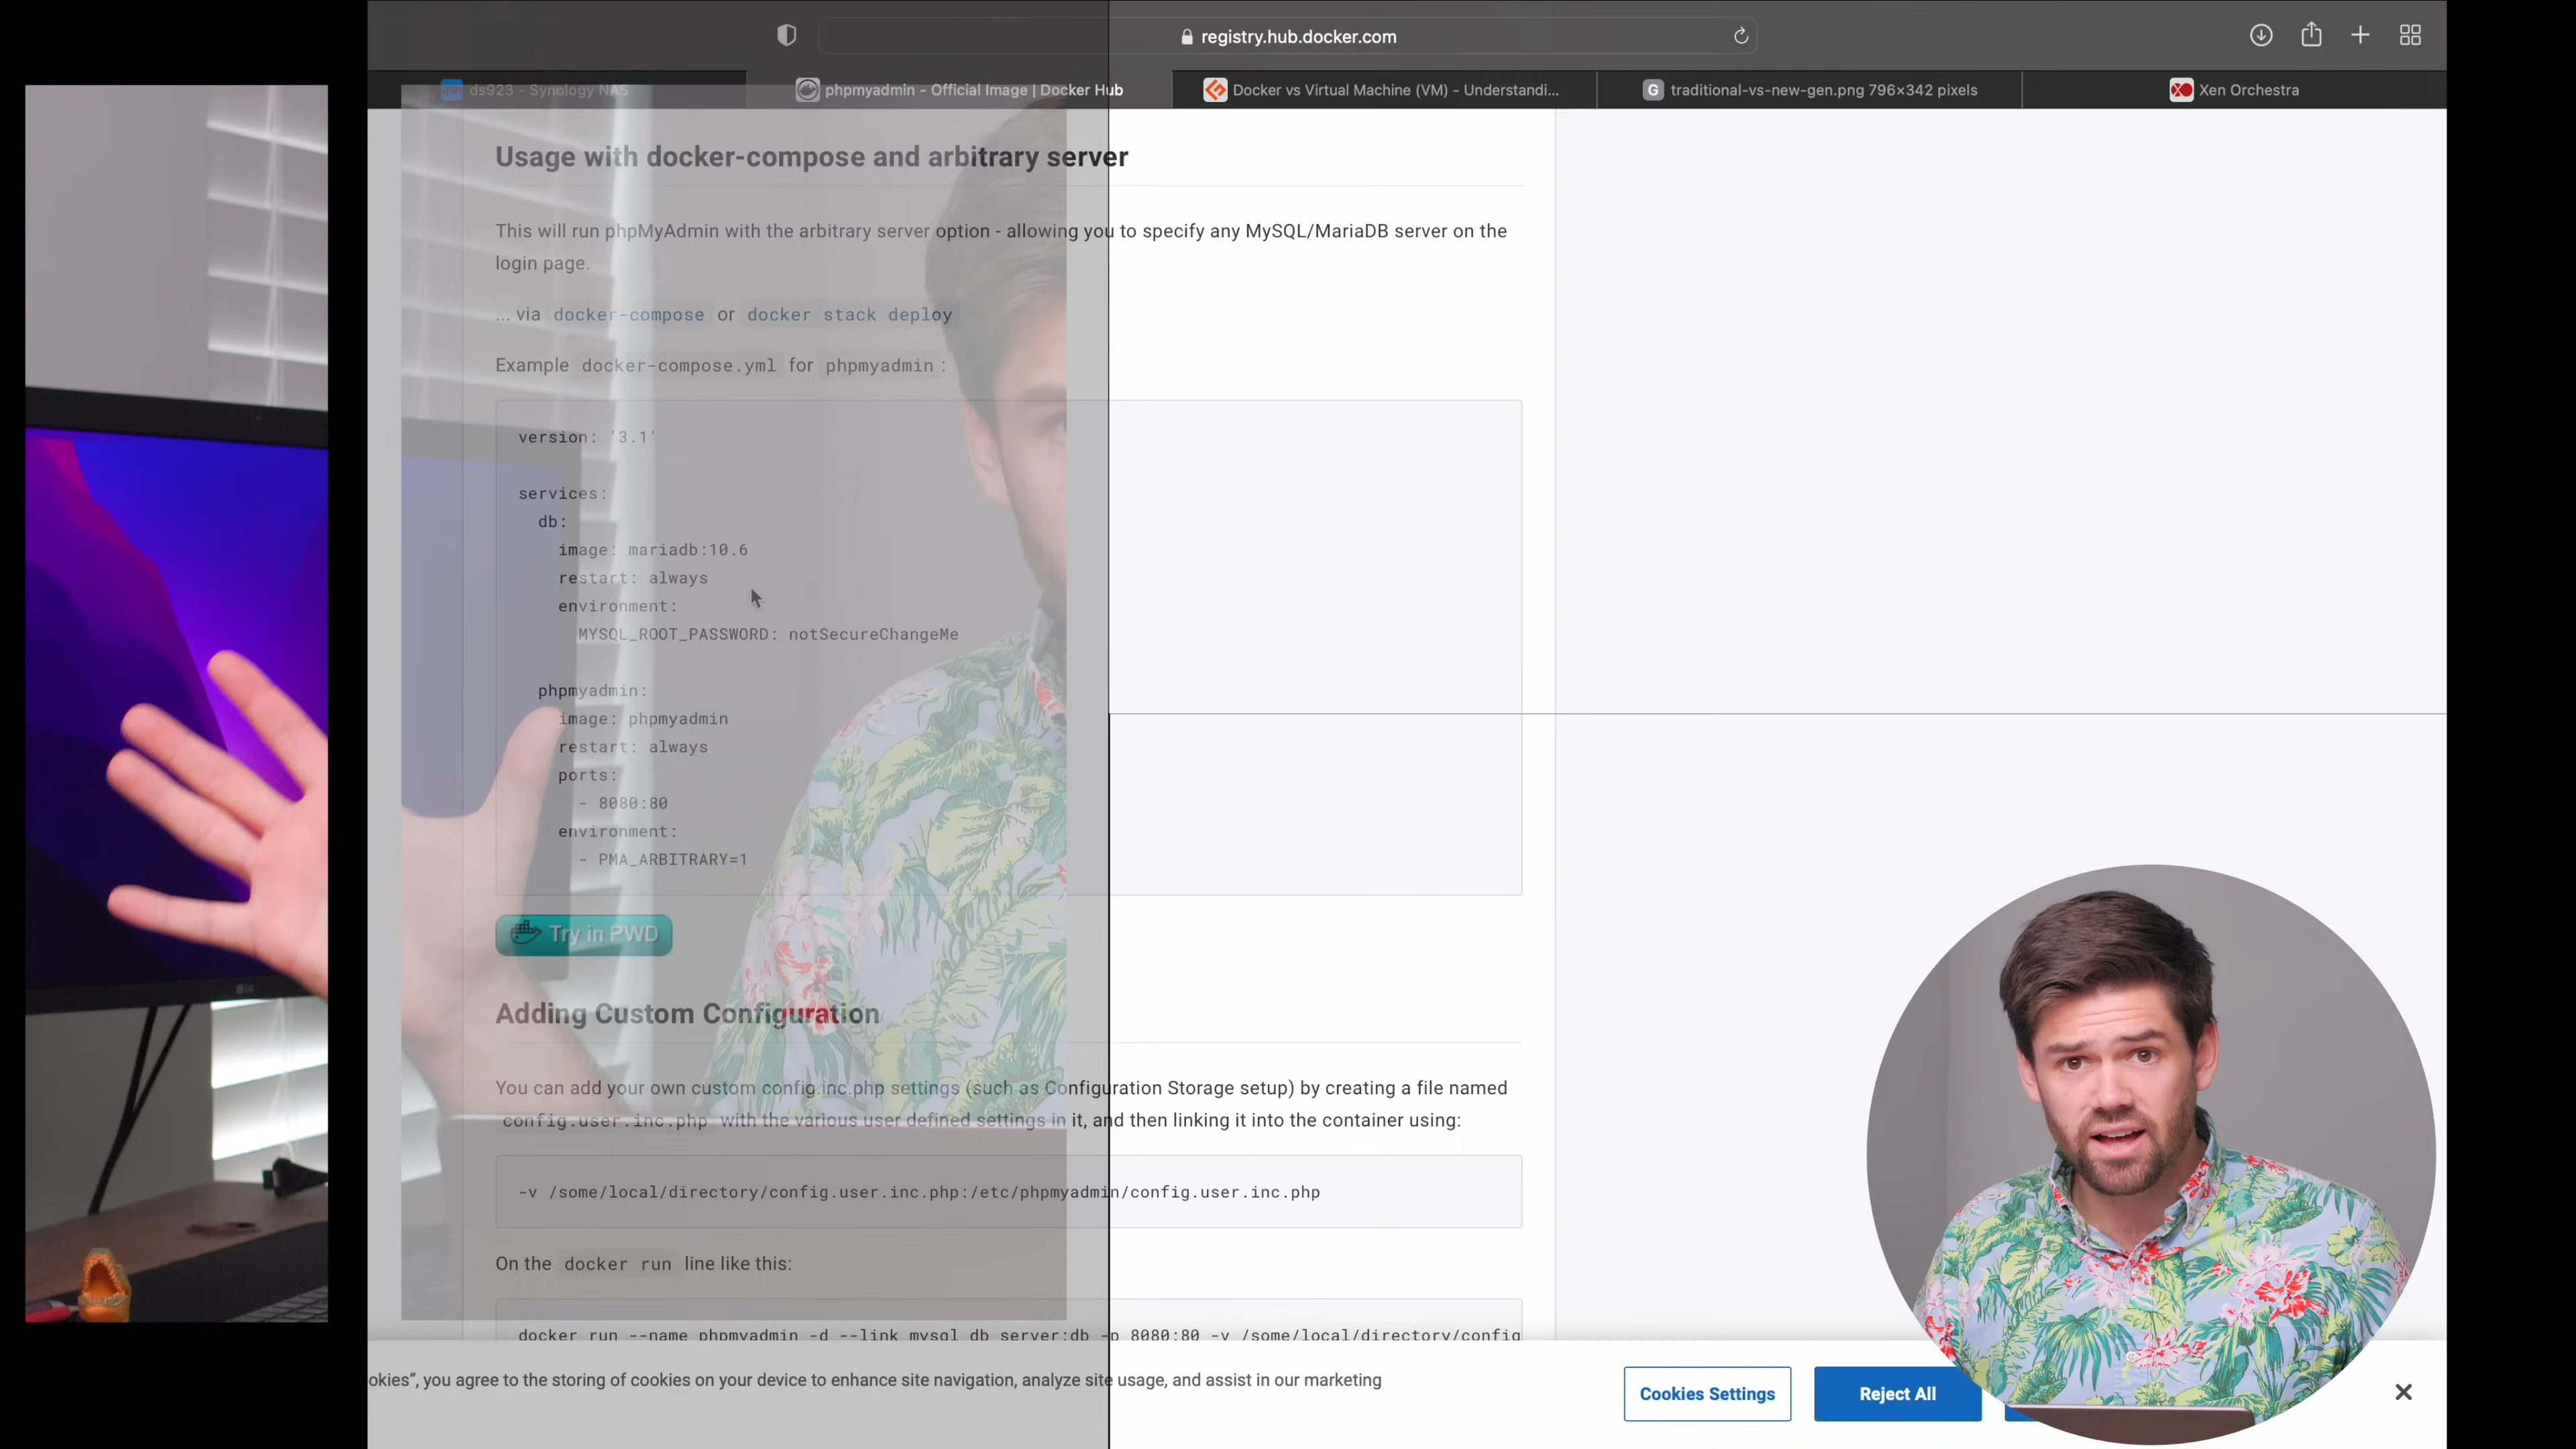 registry.hub.docker.com
ds923 - Synology NAS
phpmyadmin - Official Image | Docker Hub
Docker vs Virtual Machine (VM) - Understandi...
G traditional-vs-new-gen.png 796×342 pixels
Xen Orchestra
Usage with docker-compose and arbitrary server
This will run phpMyAdmin with the arbitrary server option - allowing you to specify any MySQL/MariaDB server on the
login page.
... via docker-compose or docker stack deploy
Example docker-compose.yml for phpmyadmin :
version: '3.1'
services:
db:
image: mariadb:10.6
restart: always
environment:
MYSQL_ROOT_PASSWORD: notSecureChangeMe
phpmyadmin:
image: phpmyadmin
restart: always
ports:
- 8080:80
environment:
- PMA_ARBITRARY=1
Try in PWD
Adding Custom Configuration
You can add your own custom config.inc.php settings (such as Configuration Storage setup) by creating a file named
config.user.inc.php with the various user defined settings in it, and then linking it into the container using:
-v /some/local/directory/config.user.inc.php:/etc/phpmyadmin/config.user.inc.php
On the docker run line like this:
docker run --name phpmyadmin -d --link mysql_db_server:db -p 8080:80 -v /some/local/directory/config
okies", you agree to the storing of cookies on your device to enhance site navigation, analyze site usage, and assist in our marketing
Cookies Settings
Reject All
LG